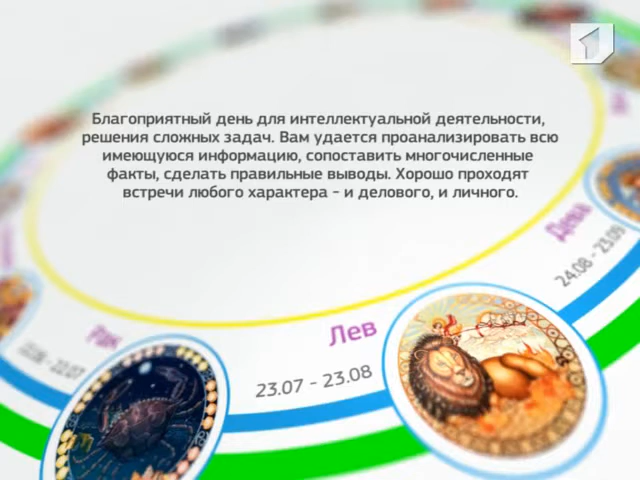 Благоприятный день для интеллектуальной деятельности,
решения сложных задач. Вам удается проанализировать всю
имеющуюся информацию, сопоставить многочисленные
факты, сделать правильные выводы. Хорошо проходят
встречи любого характера – и делового, и личного.
Дева
24.08 – 23.09
Лев
23.07 – 23.08
Рак